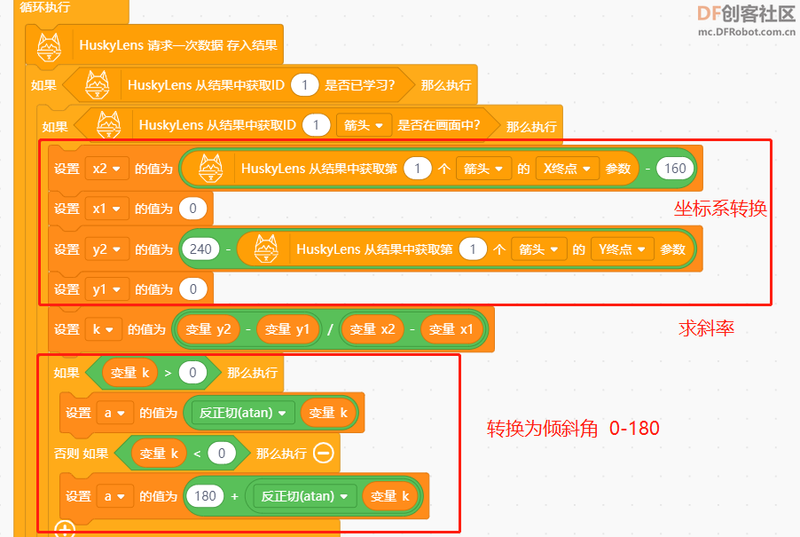 循环执行
DF创客社区
mc.DFRobot.com.cn
HuskyLens 请求一次数据 存入结果
如果 HuskyLens 从结果中获取ID 1 是否已学习? 那么执行
如果 HuskyLens 从结果中获取ID 1 箭头 是否在画面中? 那么执行
设置 x2 的值为 HuskyLens 从结果中获取第 1 个 箭头 的 X终点 参数 - 160
设置 x1 的值为 0
坐标系转换
设置 y2 的值为 240 - HuskyLens 从结果中获取第 1 个 箭头 的 Y终点 参数
设置 y1 的值为 0
设置 k 的值为 变量 y2 - 变量 y1 / 变量 x2 - 变量 x1
求斜率
如果 变量 k > 0 那么执行
设置 a 的值为 反正切(atan) 变量 k
转换为倾斜角 0-180
否则 如果 变量 k < 0 那么执行
设置 a 的值为 180 + 反正切(atan) 变量 k